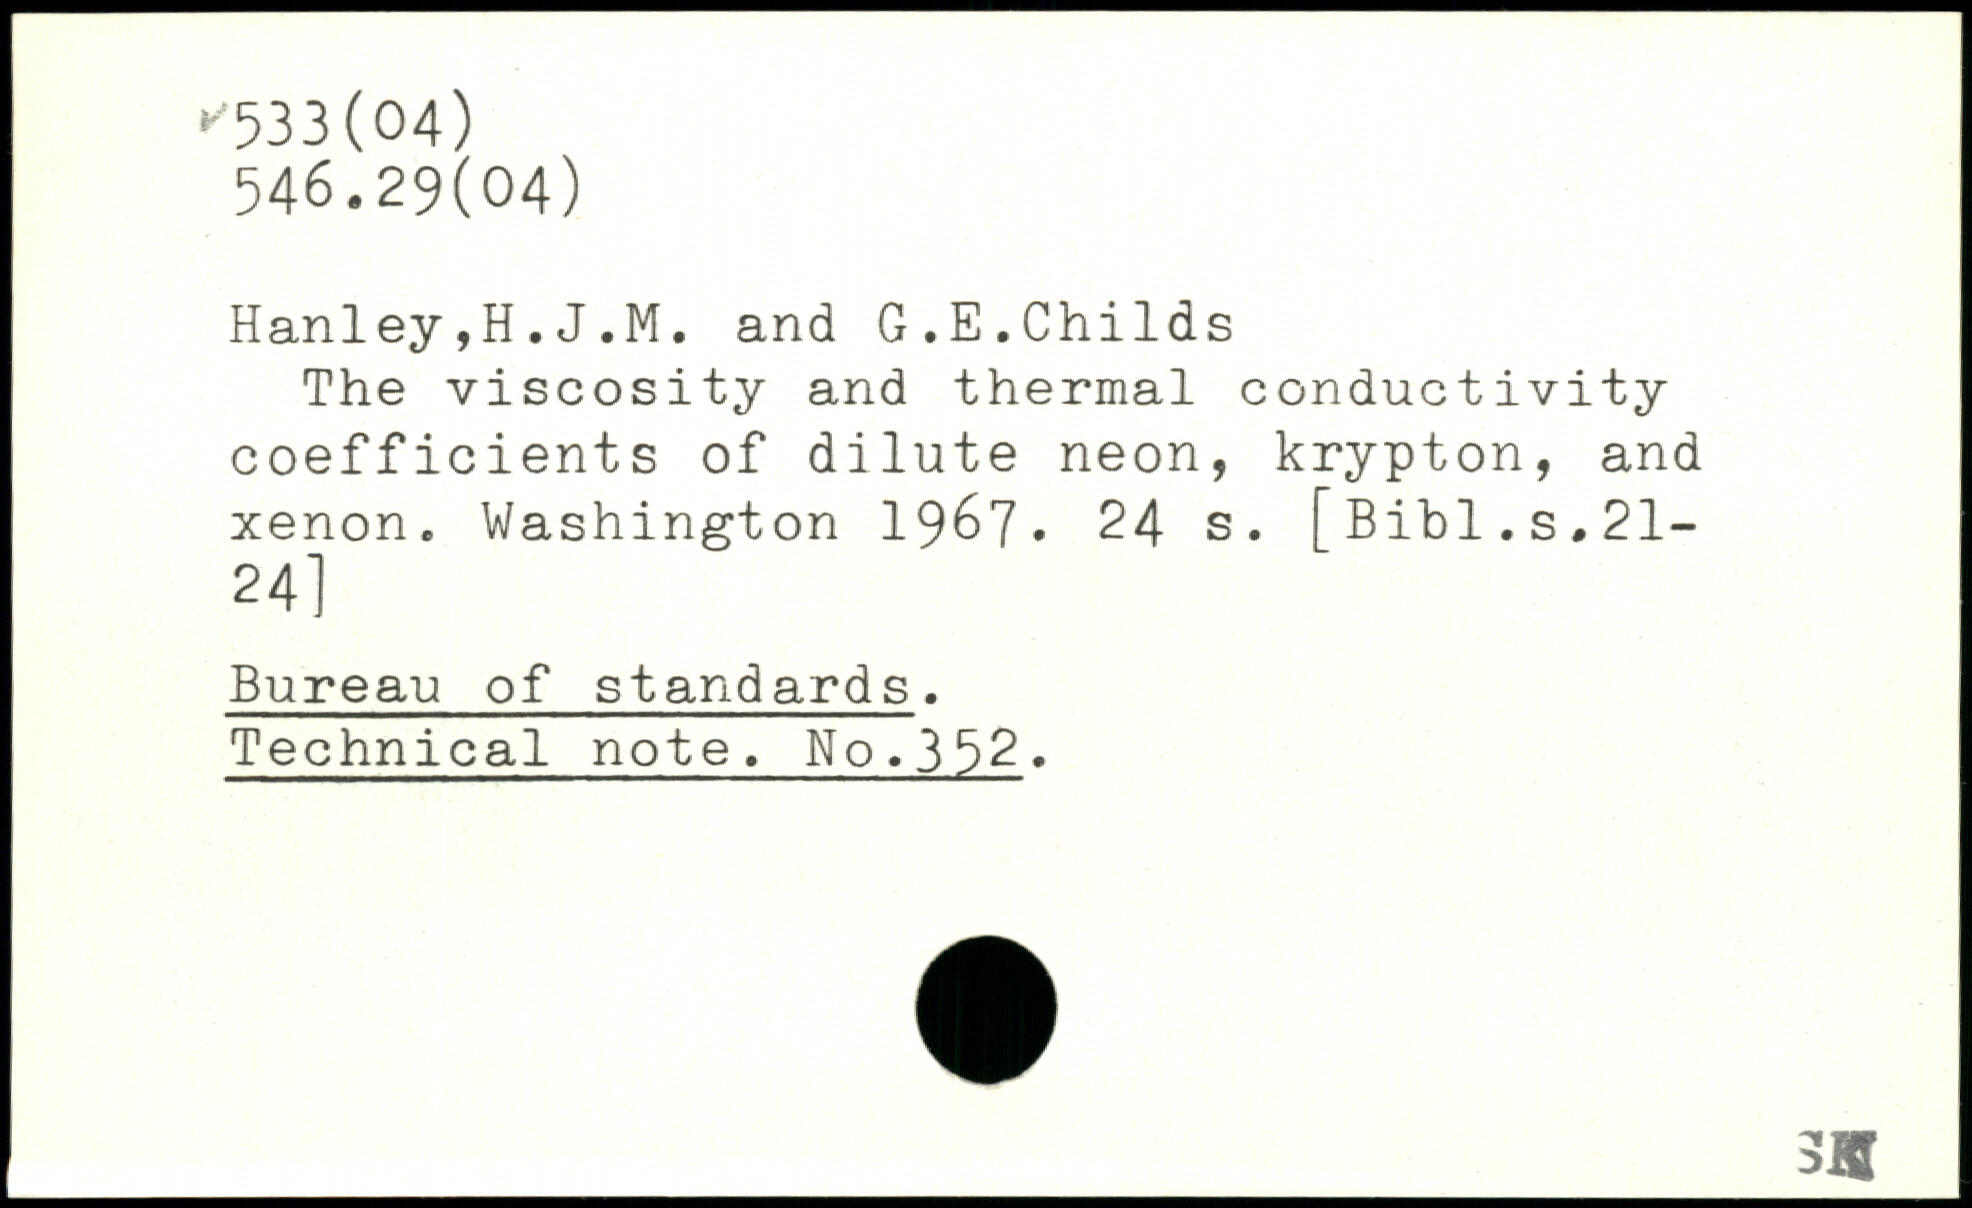 533(04)
546.29(04)
Hanley,H.J.M. and G.E.Childs
The viscosity and thermal conductivity
coefficients of dilute neon, krypton, and
xenon. Washington 1967. 24 s. [Bibl.s.21-
24]
Bureau of standards.
Technical note. No.352.